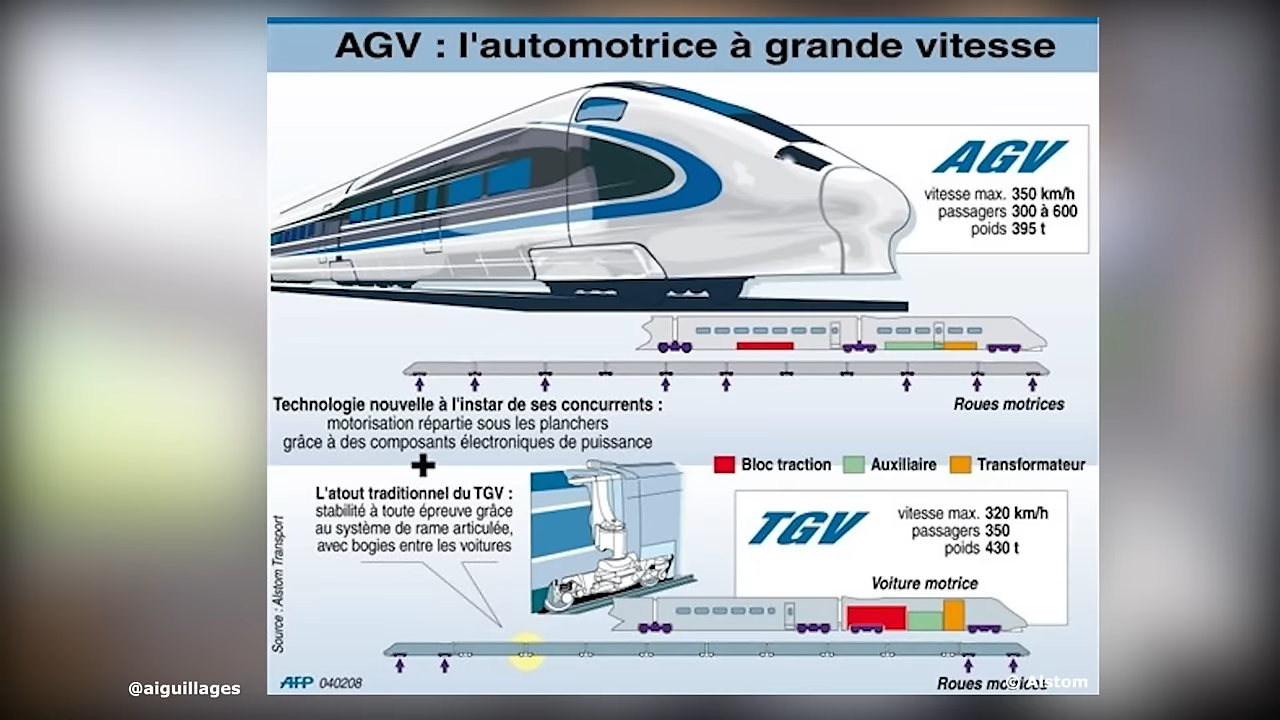 AGV : l'automotrice à grande vitesse
AGV
vitesse max. 350 km/h
passagers 300 à 600
poids 395 t
Technologie nouvelle à l'instar de ses concurrents :
motorisation répartie sous les planchers
grâce à des composants électroniques de puissance
Roues motrices
Bloc traction
Auxiliaire
Transformateur
L'atout traditionnel du TGV :
stabilité à toute épreuve grâce
au système de rame articulée,
avec bogies entre les voitures
TGV
vitesse max. 320 km/h
passagers 350
poids 430 t
Voiture motrice
Source : Alstom Transport
AFP 040208
Roues motrices
@aiguillages
© Alstom